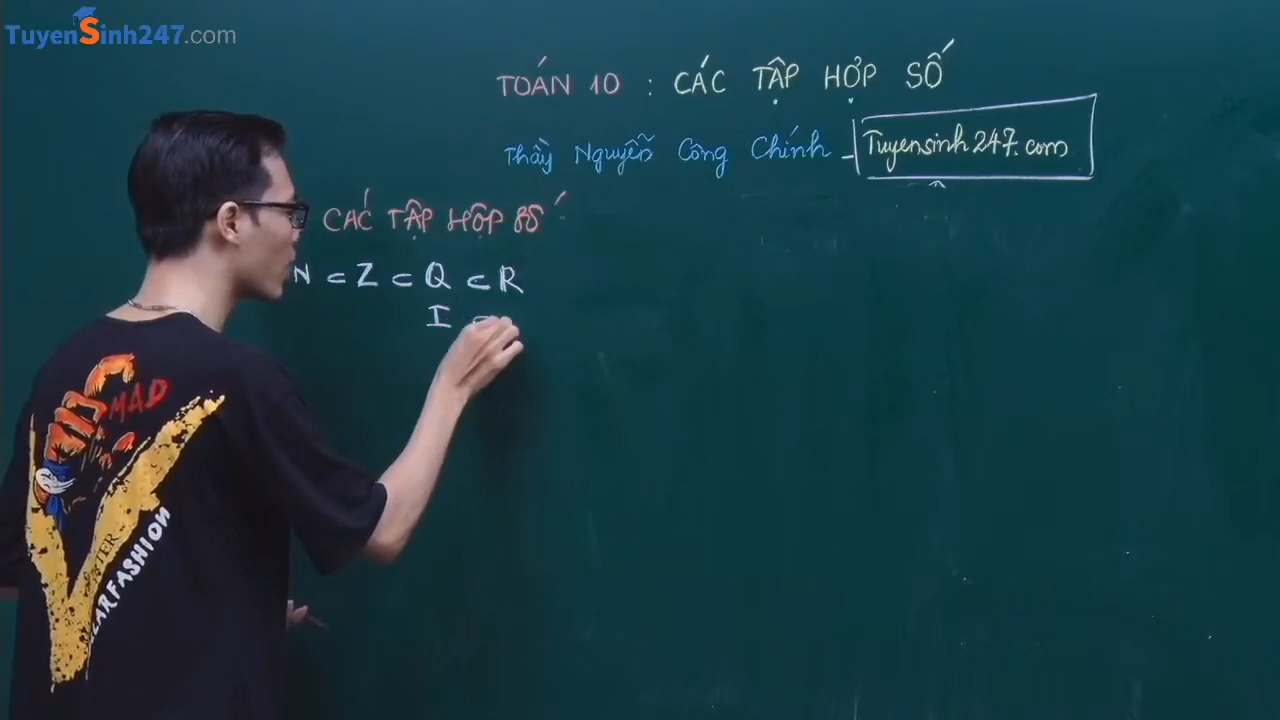 TuyenSinh247.com
TOÁN 10 : CÁC TẬP HỢP SỐ
Thầy Nguyễn Công Chính - Tuyensinh247.com
CÁC TẬP HỢP SỐ
N ⊂ Z ⊂ Q ⊂ R
I ⊂
MAD